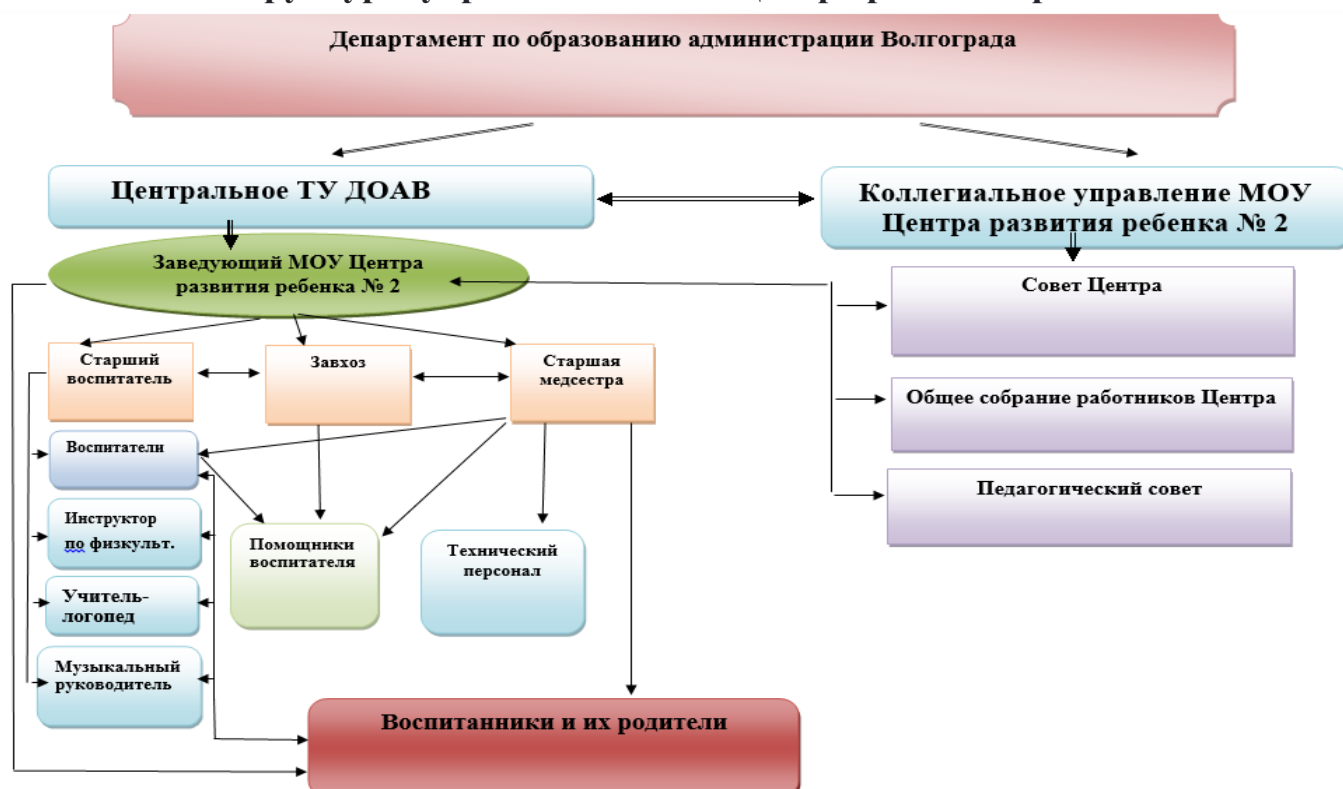 Департамент по образованию администрации Волгограда
Центральное ТУ ДОАВ
Коллегиальное управление МОУ
Центра развития ребенка № 2
Заведующий МОУ Центра
развития ребенка № 2
Совет Центра
Старший
воспитатель
Завхоз
Старшая
медсестра
Общее собрание работников Центра
Воспитатели
Педагогический совет
Инструктор
по физкульт.
Помощники
воспитателя
Технический
персонал
Учитель-
логопед
Музыкальный
руководитель
Воспитанники и их родители